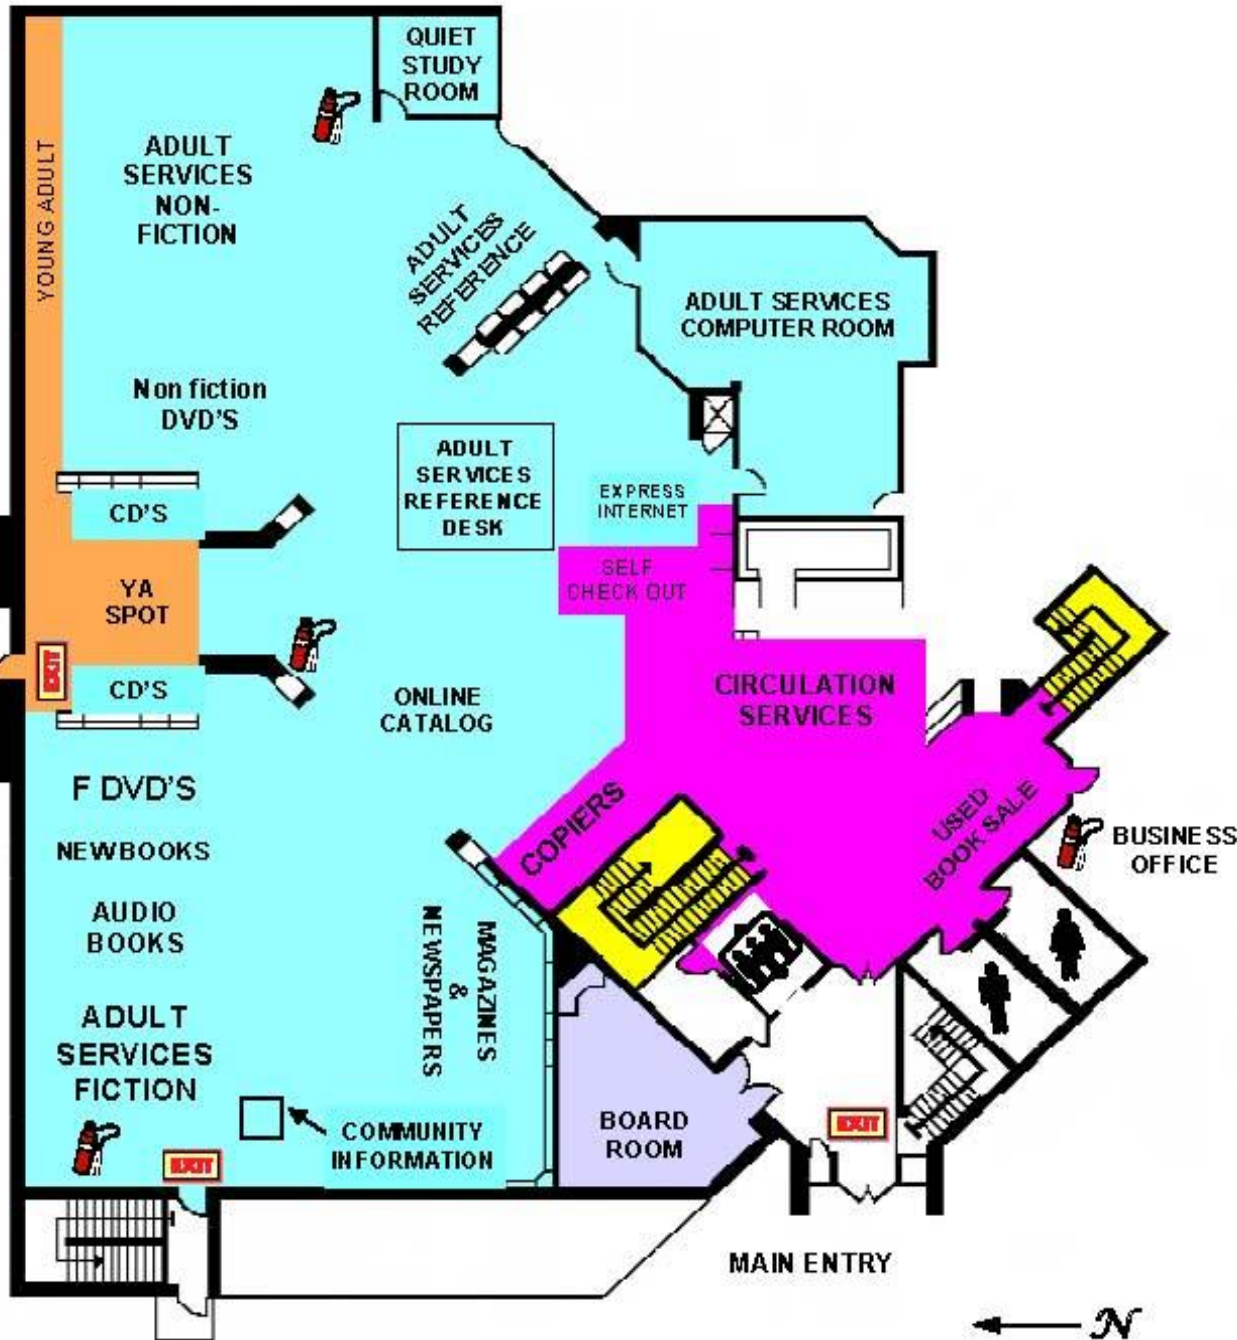 QUIET
STUDY
ROOM
YOUNG ADULT
ADULT
SERVICES
NON-
FICTION
ADULT
SERVICES
REFERENCE
ADULT SERVICES
COMPUTER ROOM
Non fiction
DVD'S
ADULT
SERVICES
REFERENCE
DESK
EXPRESS
INTERNET
CD'S
SELF
CHECK OUT
YA
SPOT
EXIT
CD'S
ONLINE
CATALOG
CIRCULATION
SERVICES
F DVD'S
COPIERS
USED
BOOK SALE
BUSINESS
OFFICE
NEWBOOKS
AUDIO
BOOKS
MAGAZINES
&
NEWSPAPERS
ADULT
SERVICES
FICTION
COMMUNITY
INFORMATION
BOARD
ROOM
EXIT
EXIT
MAIN ENTRY
N